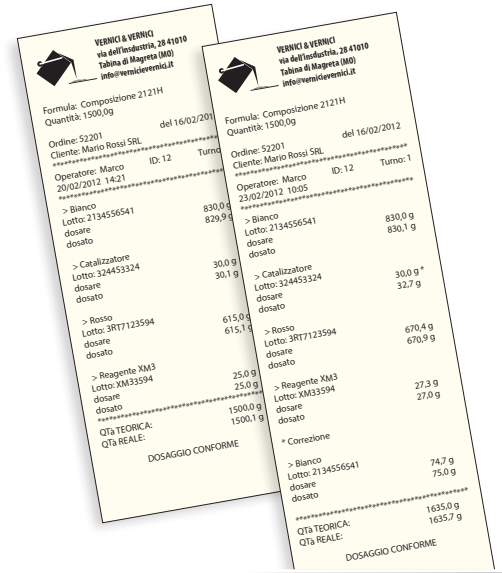 VERNICI & VERNiCI
via dell'insdustria, 28 41010
Tabina di Magreta (MO)
info@vernicievernici.it
Formula: Composizione 2121H
Quantità: 1500,0g
Ordine: 52201 del 16/02/201
Cliente: Mario Rossi SRL
****************************************
Operatore: Marco ID: 12 Turno
20/02/2012 14:21
****************************************
> Bianco
Lotto: 2134556541
dosare 830,0 g
dosato 829,9 g
> Catalizzatore
Lotto: 324453324
dosare 30,0 g
dosato 30,1 g
> Rosso
Lotto: 3RT7123594
dosare 615,0 g
dosato 615,1 g
> Reagente XM3
Lotto: XM33594
dosare 25,0 g
dosato 25,0 g
****************************************
QTà TEORICA: 1500,0 g
QTà REALE: 1500,1 g
DOSAGGIO CONFORME
VERNICI & VERNiCI
via dell'insdustria, 28 41010
Tabina di Magreta (MO)
info@vernicievernici.it
Formula: Composizione 2121H
Quantità: 1500,0g
Ordine: 52201 del 16/02/2012
Cliente: Mario Rossi SRL
****************************************
Operatore: Marco ID: 12 Turno: 1
23/02/2012 10:05
****************************************
> Bianco
Lotto: 2134556541
dosare 830,0 g
dosato 830,1 g
> Catalizzatore
Lotto: 324453324
dosare 30,0 g *
dosato 32,7 g
> Rosso
Lotto: 3RT7123594
dosare 670,4 g
dosato 670,9 g
> Reagente XM3
Lotto: XM33594
dosare 27,3 g
dosato 27,0 g
* Correzione
> Bianco
Lotto: 2134556541
dosare 74,7 g
dosato 75,0 g
****************************************
QTà TEORICA: 1635,0 g
QTà REALE: 1635,7 g
DOSAGGIO CONFORME